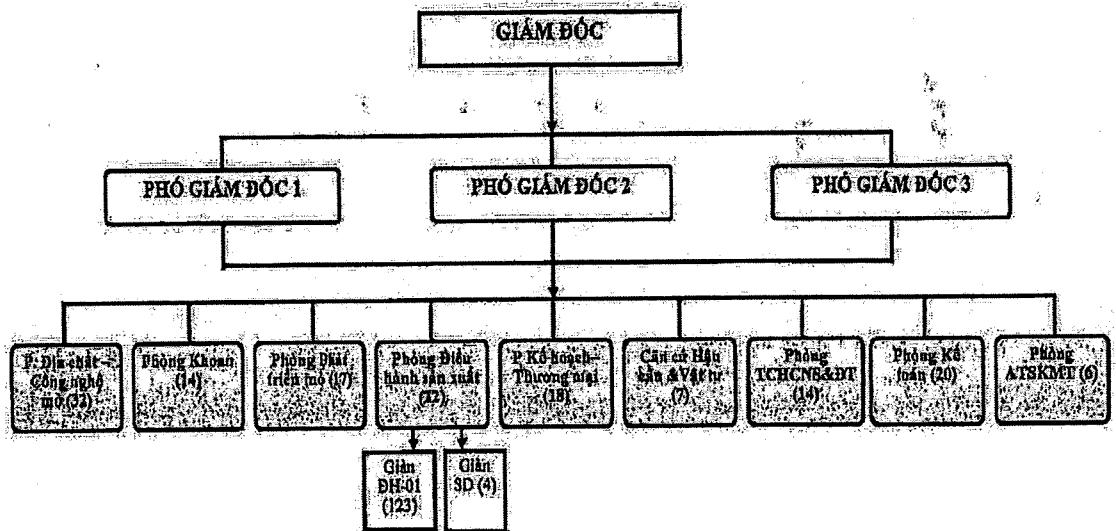 GIÁM ĐỐC
PHÓ GIÁM ĐỐC 1
PHÓ GIÁM ĐỐC 2
PHÓ GIÁM ĐỐC 3
P. Địa chất –
Công nghệ
mỏ (32)
Phòng Khoan
(14)
Phòng Phát
triển mỏ (17)
Phòng Điều
hành sản xuất
P. Kế hoạch–
Thương mại
(18)
Căn cứ Hậu
cần & Vật tư
(7)
Phòng
TCHCNS&ĐT
(14)
Phòng Kế
toán (20)
Phòng
ATSKMT (6)
Giàn
ĐH-01
(123)
Giàn
SD (4)